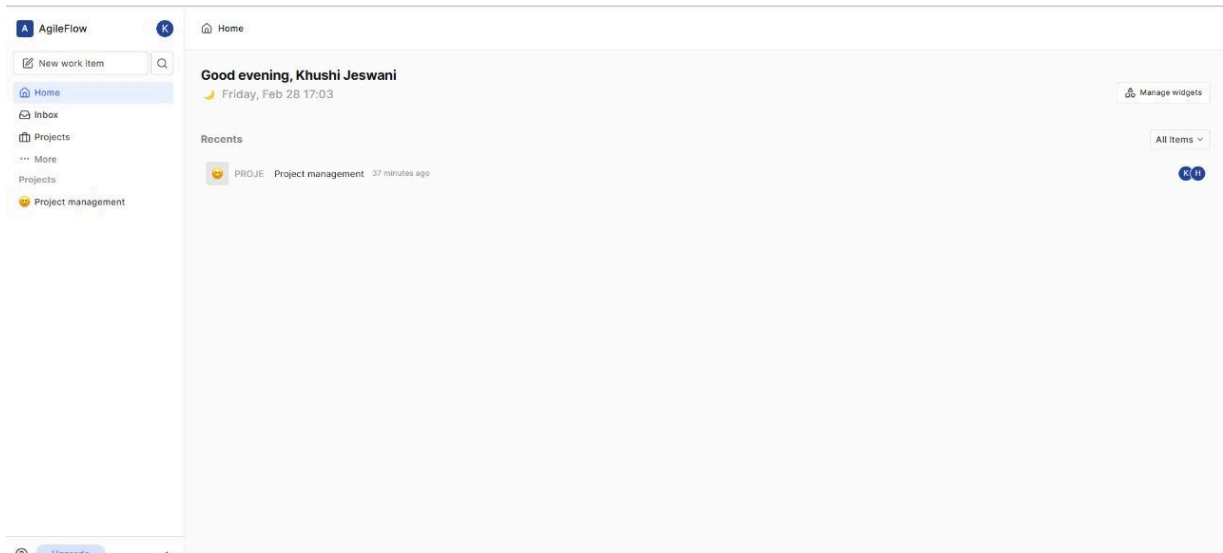 A AgileFlow K
New work item
Home
Inbox
Projects
More
Projects
Project management
Home
Good evening, Khushi Jeswani
Friday, Feb 28 17:03
Manage widgets
Recents
All Items
PROJE Project management 37 minutes ago
K H
Upgrade